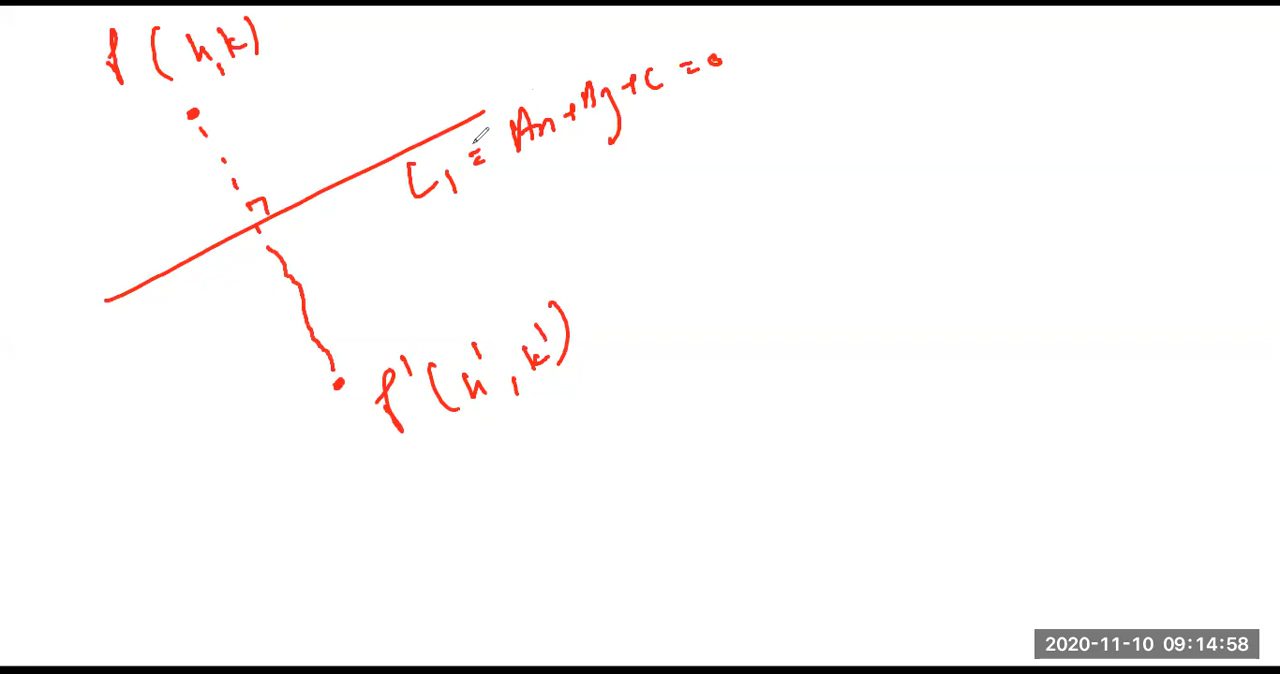 P (h, k)
L1 = Ax + By + C = 0
P' (h', k')
2020-11-10 09:14:58